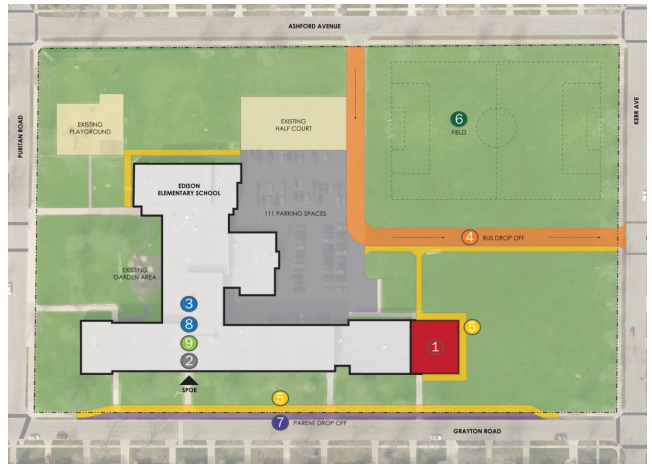 ASHFORD AVENUE
PURITAN ROAD
KERR AVE
EXISTING
PLAYGROUND
EXISTING
HALF COURT
6
FIELD
EDISON
ELEMENTARY SCHOOL
111 PARKING SPACES
4 BUS DROP OFF
EXISTING
GARDEN AREA
3
8
9
2
1
5
SPOE
5
7 PARENT DROP OFF
GRAYTON ROAD